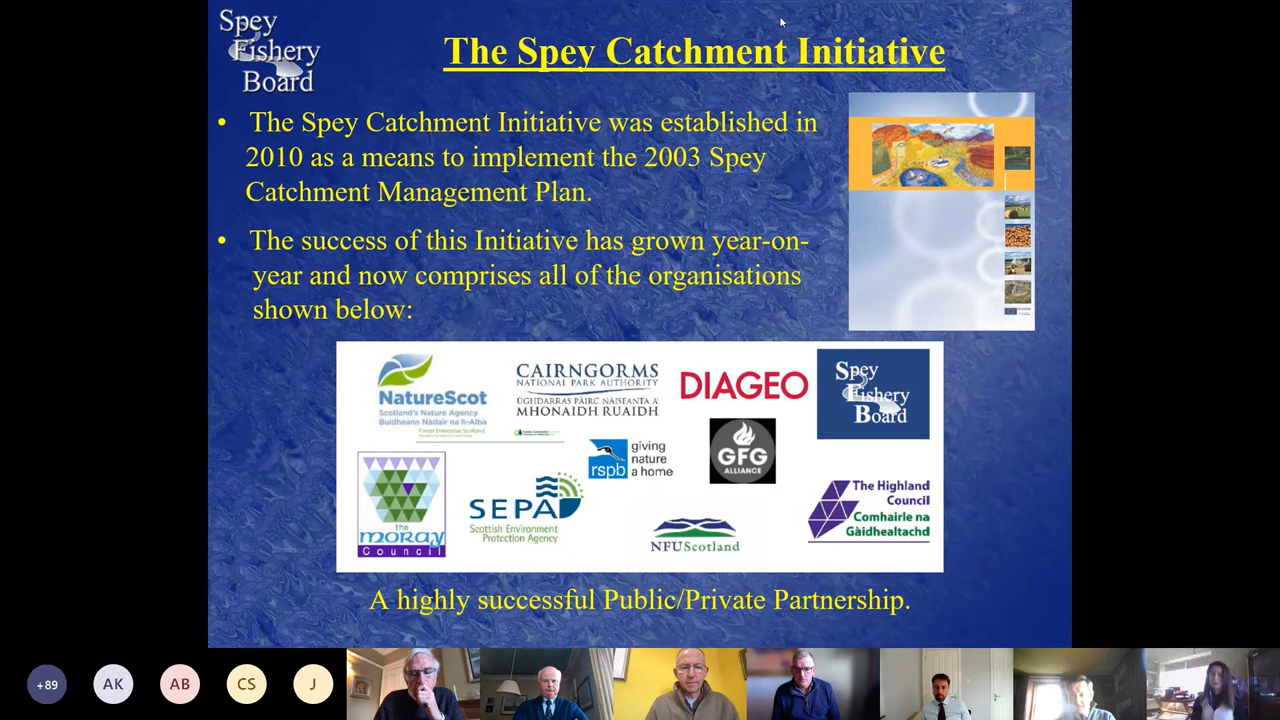 Spey
Fishery
Board
The Spey Catchment Initiative
• The Spey Catchment Initiative was established in
2010 as a means to implement the 2003 Spey
Catchment Management Plan.
• The success of this Initiative has grown year-on-
year and now comprises all of the organisations
shown below:
NatureScot
Scotland's Nature Agency
Buidheann Nàdair na h-Alba
Forest Enterprise Scotland
CAIRNGORMS
NATIONAL PARK AUTHORITY
ÙGHDARRAS PÀIRC NÀISEANTA A'
MHONAIDH RUAIDH
DIAGEO
Spey
Fishery
Board
rspb
giving
nature
a home
GFG
ALLIANCE
the
moray
Council
SEPA
Scottish Environment
Protection Agency
NFUScotland
The Highland
Council
Comhairle na
Gàidhealtachd
A highly successful Public/Private Partnership.
+89
AK
AB
CS
J